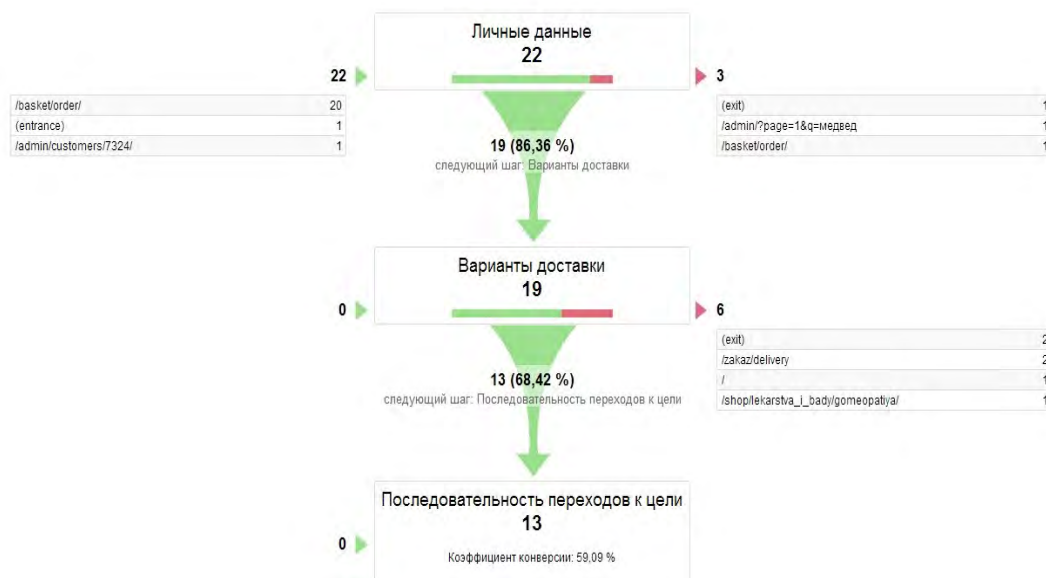 Личные данные
22
22
3
/basket/order/ 20
(entrance) 1
/admin/customers/7324/ 1
(exit) 1
/admin/?page=1&q=медвед 1
/basket/order/ 1
19 (86,36 %)
следующий шаг: Варианты доставки
Варианты доставки
19
0
6
(exit) 2
/zakaz/delivery 2
/ 1
/shop/lekarstva_i_bady/gomeopatiya/ 1
13 (68,42 %)
следующий шаг: Последовательность переходов к цели
Последовательность переходов к цели
13
0
Коэффициент конверсии: 59,09 %